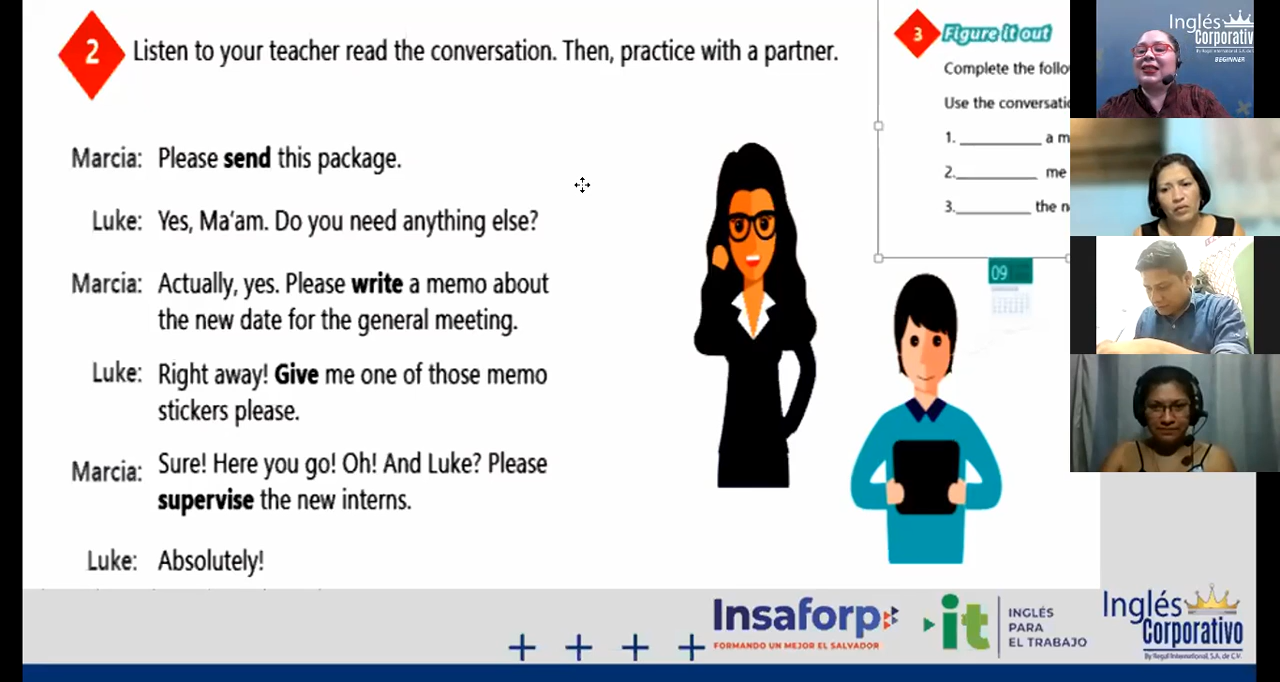 2 Listen to your teacher read the conversation. Then, practice with a partner.
Marcia: Please send this package.
Luke: Yes, Ma'am. Do you need anything else?
Marcia: Actually, yes. Please write a memo about
the new date for the general meeting.
Luke: Right away! Give me one of those memo
stickers please.
Marcia: Sure! Here you go! Oh! And Luke? Please
supervise the new interns.
Luke: Absolutely!
3 Figure it out
Complete the follo
Use the conversati
1. ________ a m
2.________ me
3.________ the n
09
Inglés
Corporativ
BEGINNER
Insaforp
FORMANDO UN MEJOR EL SALVADOR
it
INGLÉS
PARA
EL TRABAJO
Inglés
Corporativo
By Regal International, S.A. de C.V.